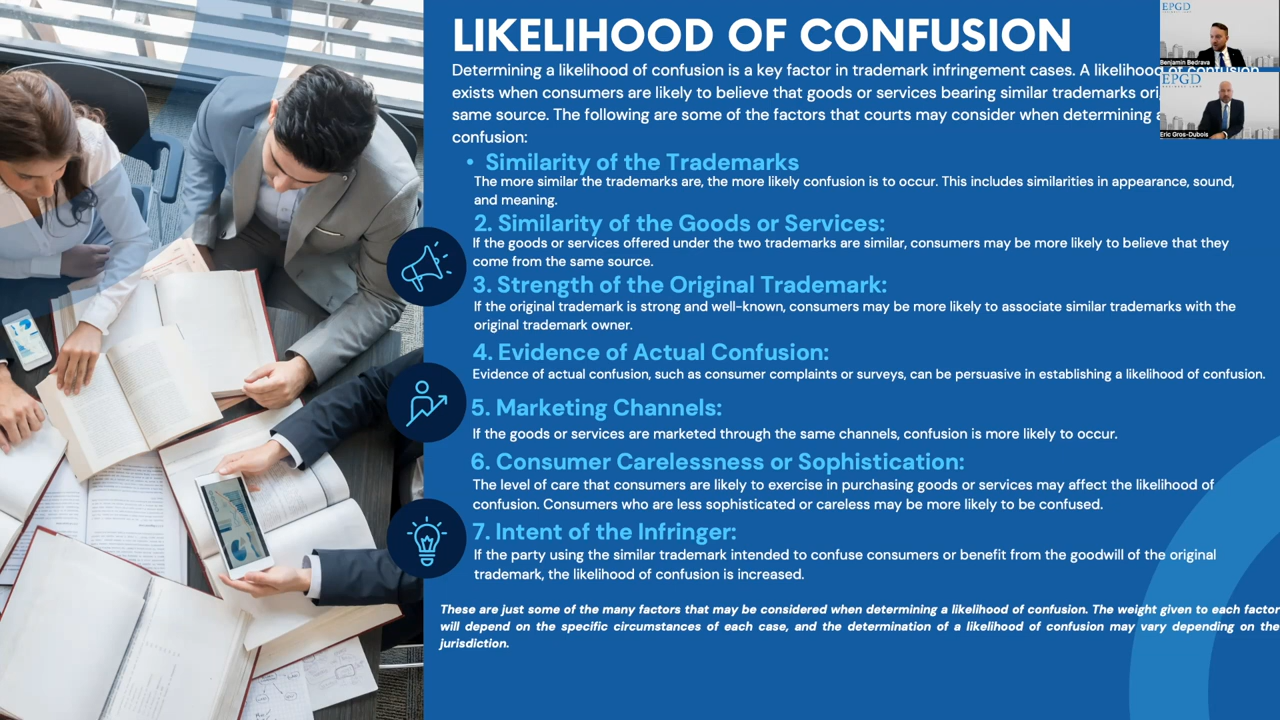 LIKELIHOOD OF CONFUSION
Determining a likelihood of confusion is a key factor in trademark infringement cases. A likelihood of confusion
exists when consumers are likely to believe that goods or services bearing similar trademarks ori
same source. The following are some of the factors that courts may consider when determining a
confusion:
• Similarity of the Trademarks
The more similar the trademarks are, the more likely confusion is to occur. This includes similarities in appearance, sound,
and meaning.
2. Similarity of the Goods or Services:
If the goods or services offered under the two trademarks are similar, consumers may be more likely to believe that they
come from the same source.
3. Strength of the Original Trademark:
If the original trademark is strong and well-known, consumers may be more likely to associate similar trademarks with the
original trademark owner.
4. Evidence of Actual Confusion:
Evidence of actual confusion, such as consumer complaints or surveys, can be persuasive in establishing a likelihood of confusion.
5. Marketing Channels:
If the goods or services are marketed through the same channels, confusion is more likely to occur.
6. Consumer Carelessness or Sophistication:
The level of care that consumers are likely to exercise in purchasing goods or services may affect the likelihood of
confusion. Consumers who are less sophisticated or careless may be more likely to be confused.
7. Intent of the Infringer:
If the party using the similar trademark intended to confuse consumers or benefit from the goodwill of the original
trademark, the likelihood of confusion is increased.
These are just some of the many factors that may be considered when determining a likelihood of confusion. The weight given to each factor
will depend on the specific circumstances of each case, and the determination of a likelihood of confusion may vary depending on the
jurisdiction.
EPGD
Benjamin Bedrava
EPGD
Eric Gros-Dubois